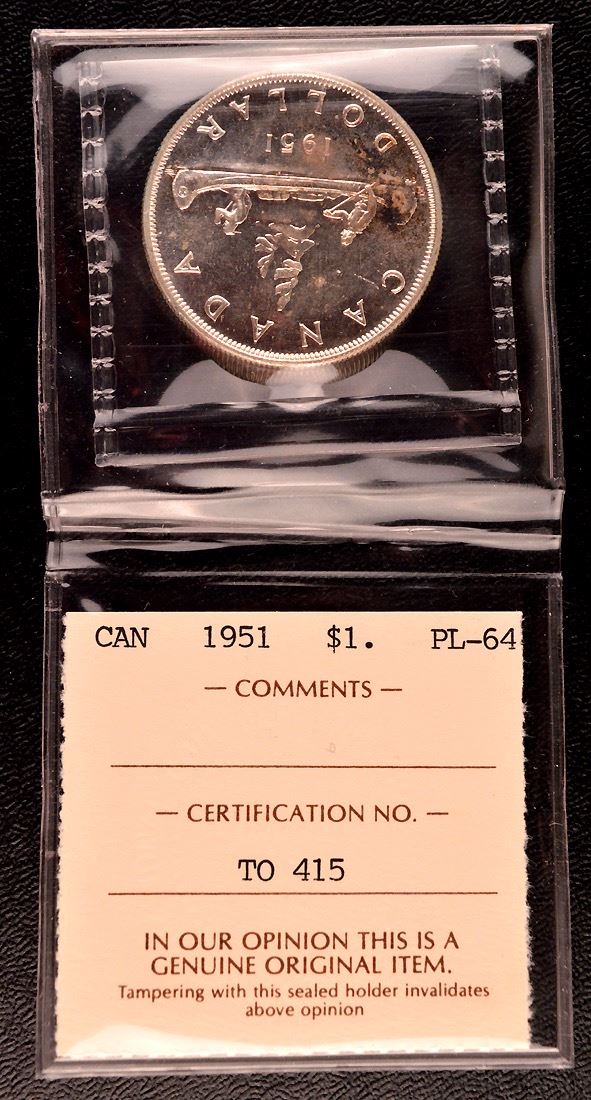 CANADA
1951
DOLLAR
CAN 1951 $1. PL-64
— COMMENTS —
— CERTIFICATION NO. —
TO 415
IN OUR OPINION THIS IS A
GENUINE ORIGINAL ITEM.
Tampering with this sealed holder invalidates
above opinion